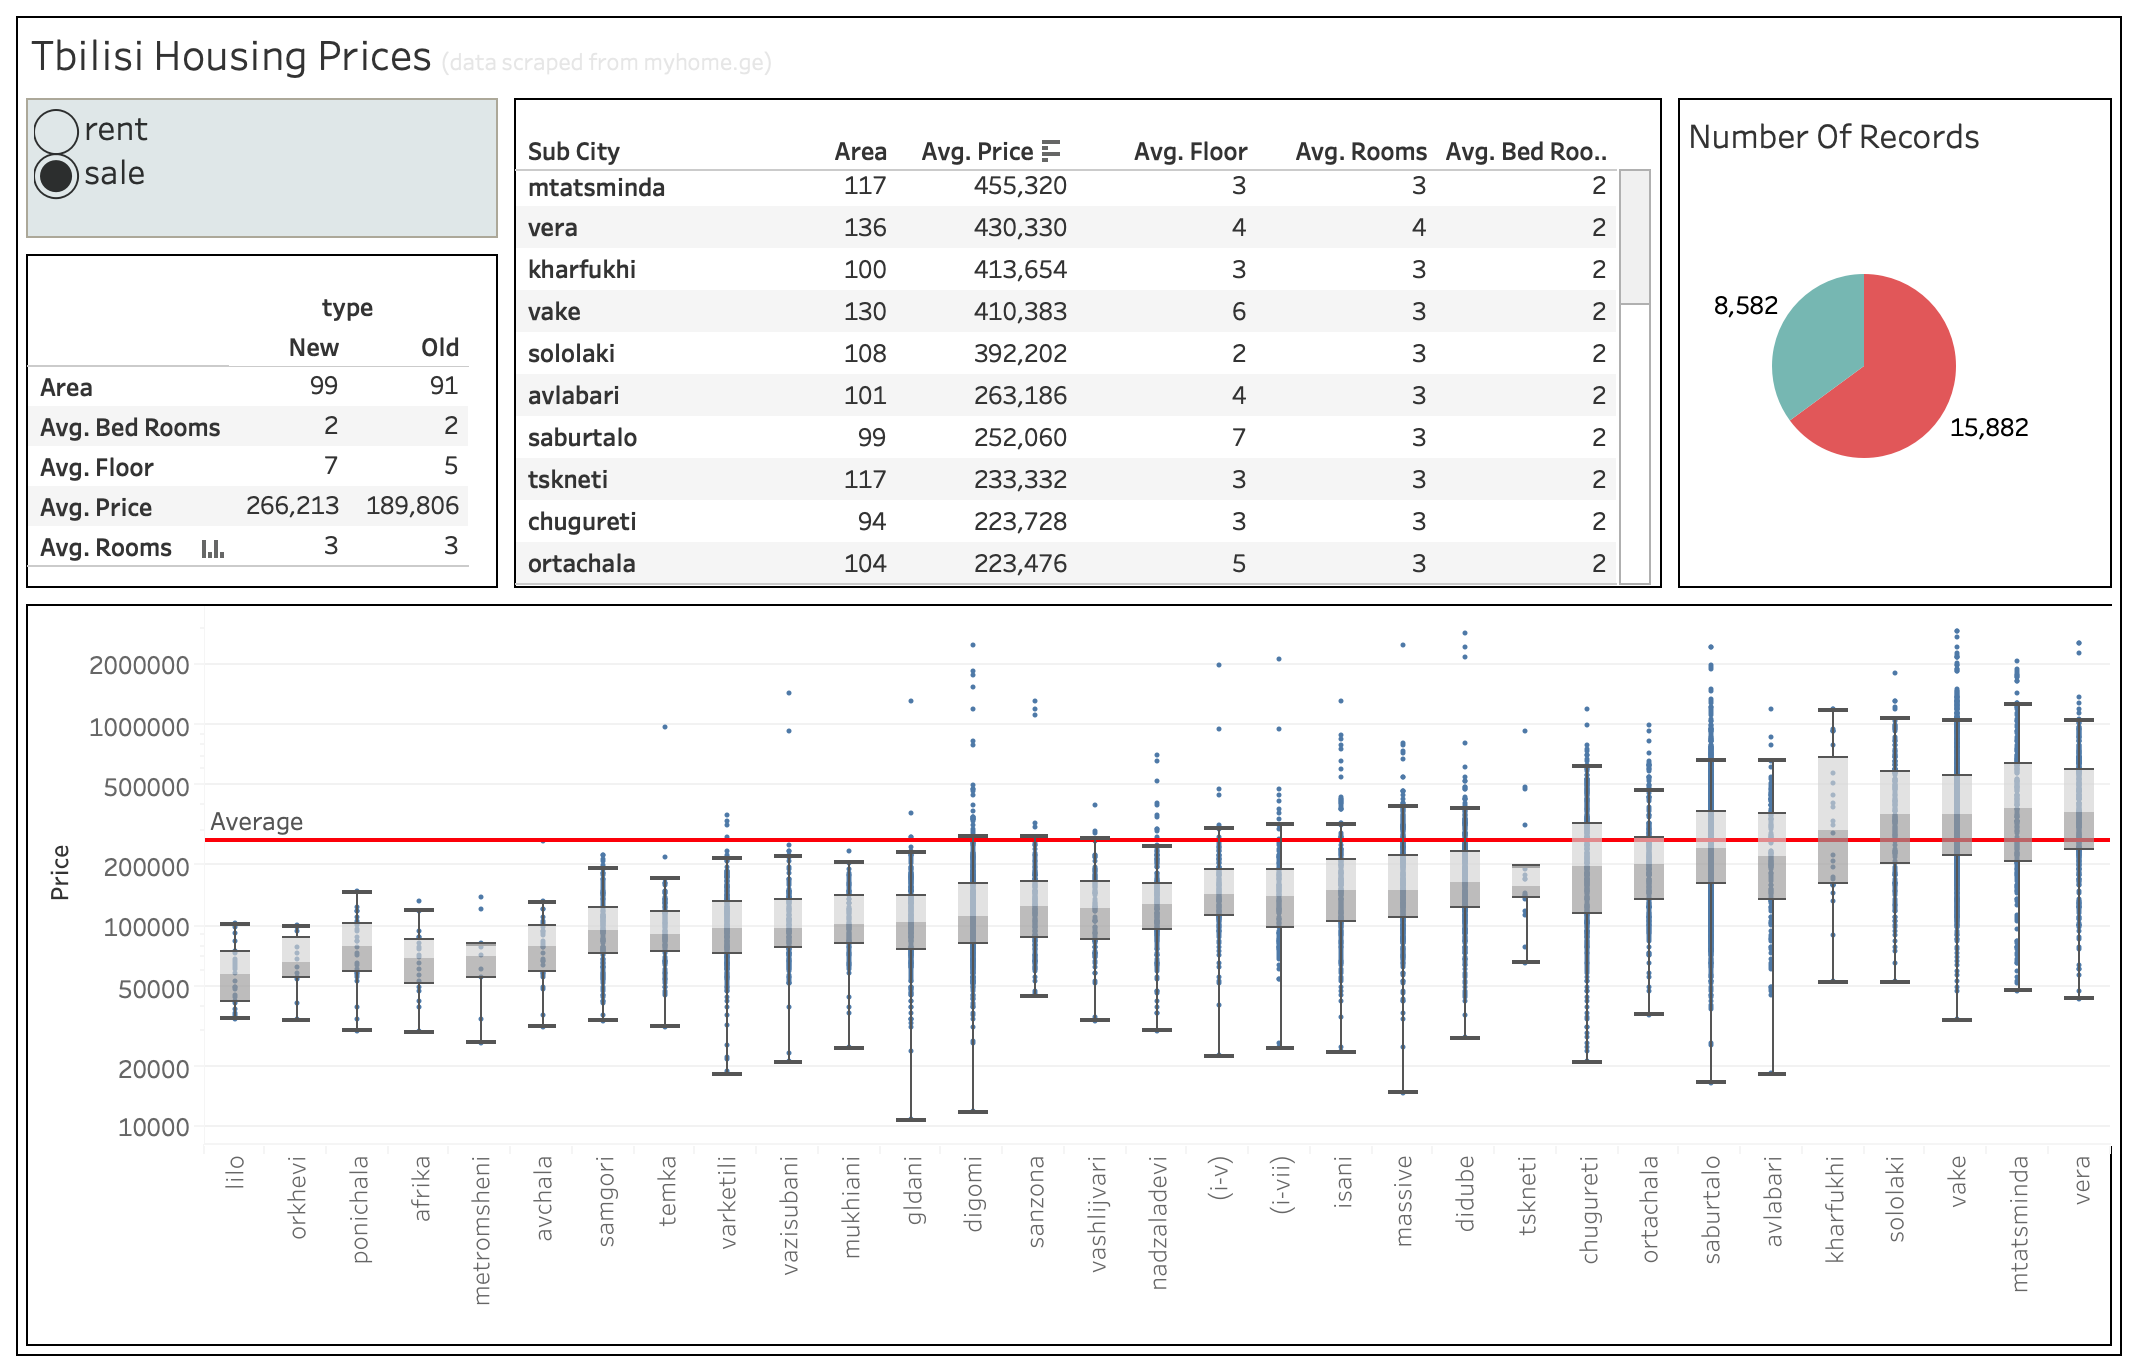 Tbilisi Housing Prices (data scraped from myhome.ge)
rent
sale
type
New Old
Area 99 91
Avg. Bed Rooms 2 2
Avg. Floor 7 5
Avg. Price 266,213 189,806
Avg. Rooms 3 3
Sub City Area Avg. Price Avg. Floor Avg. Rooms Avg. Bed Roo..
mtatsminda 117 455,320 3 3 2
vera 136 430,330 4 4 2
kharfukhi 100 413,654 3 3 2
vake 130 410,383 6 3 2
sololaki 108 392,202 2 3 2
avlabari 101 263,186 4 3 2
saburtalo 99 252,060 7 3 2
tskneti 117 233,332 3 3 2
chugureti 94 223,728 3 3 2
ortachala 104 223,476 5 3 2
Number Of Records
8,582
15,882
Price
2000000
1000000
500000
Average
200000
100000
50000
20000
10000
lilo
orkhevi
ponichala
afrika
metromsheni
avchala
samgori
temka
varketili
vazisubani
mukhiani
gldani
digomi
sanzona
vashlijvari
nadzaladevi
(i-v)
(i-vii)
isani
massive
didube
tskneti
chugureti
ortachala
saburtalo
avlabari
kharfukhi
sololaki
vake
mtatsminda
vera